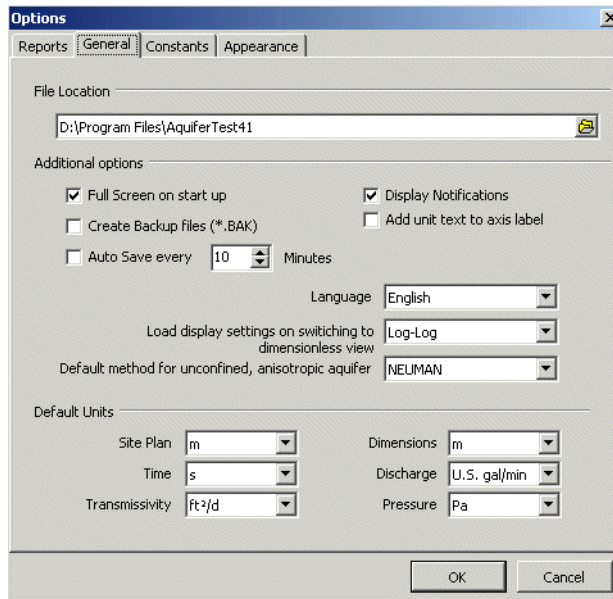 Options
Reports General Constants Appearance
File Location
D:\Program Files\AquiferTest41
Additional options
Full Screen on start up
Display Notifications
Create Backup files (*.BAK)
Add unit text to axis label
Auto Save every 10 Minutes
Language English
Load display settings on switiching to
dimensionless view
Log-Log
Default method for unconfined, anisotropic aquifer NEUMAN
Default Units
Site Plan m Dimensions m
Time s Discharge U.S. gal/min
Transmissivity ft²/d Pressure Pa
OK Cancel